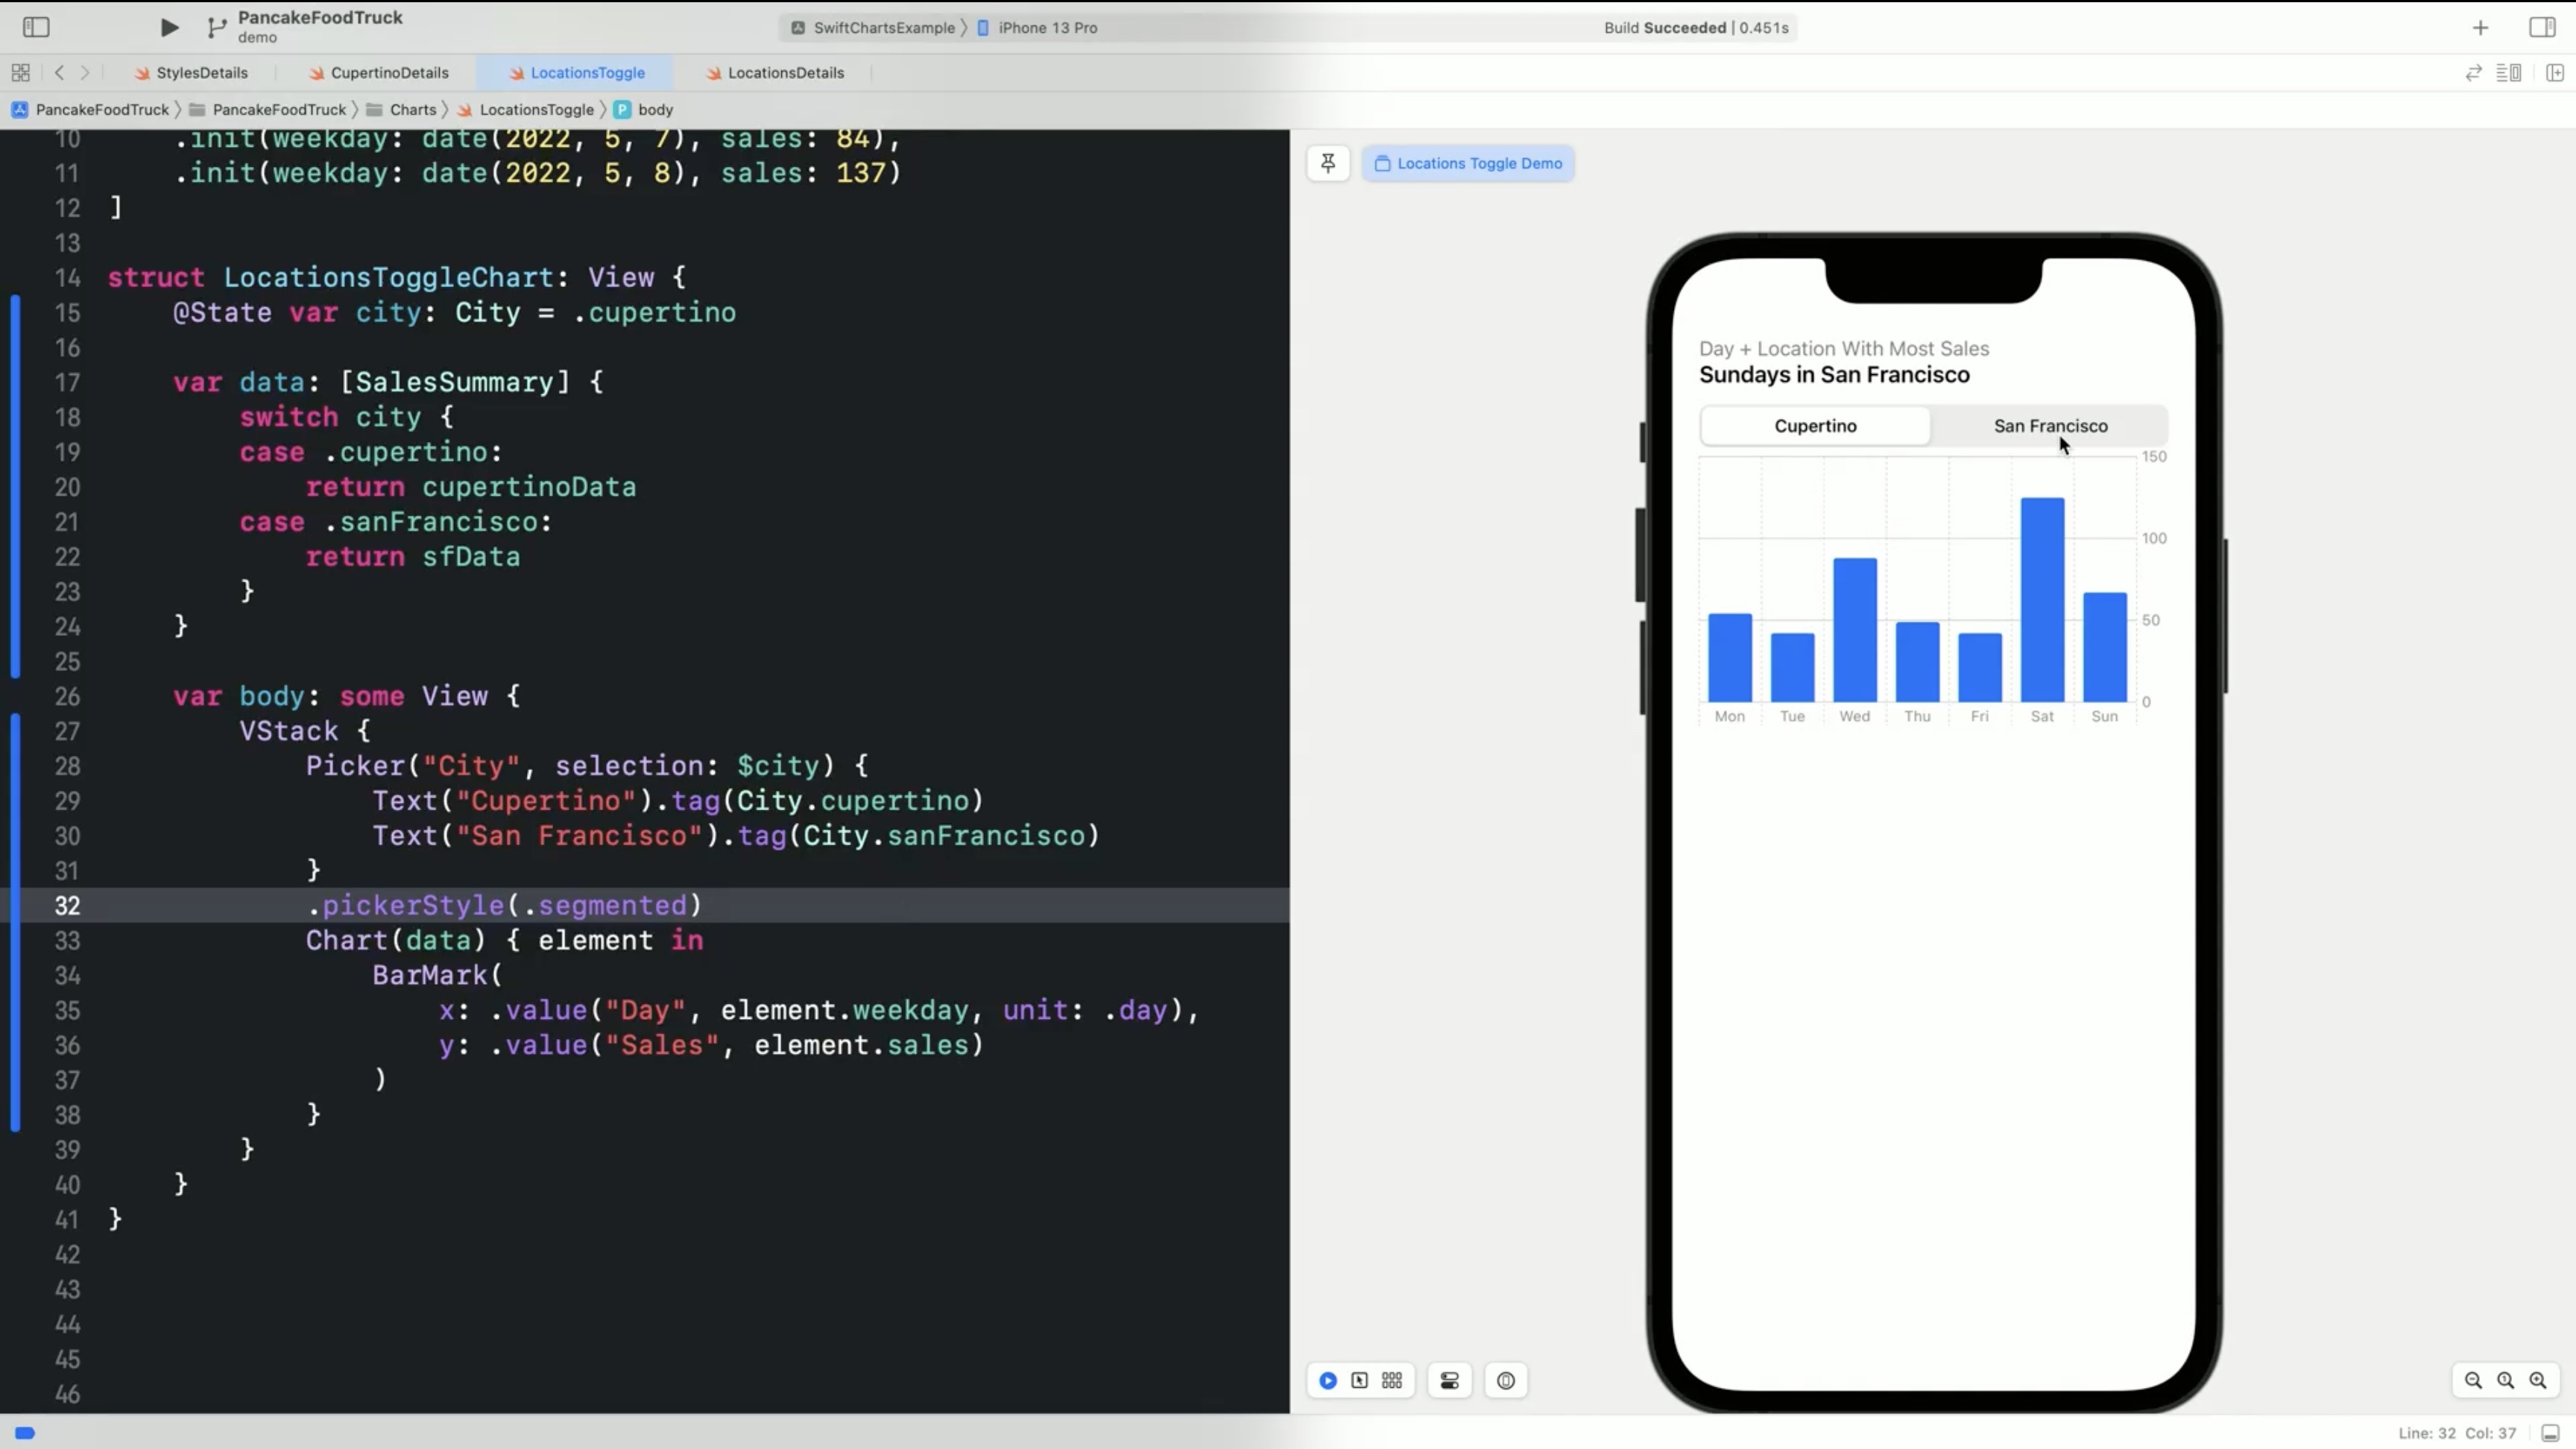 PancakeFoodTruck
demo
SwiftChartsExample 〉 iPhone 13 Pro
Build Succeeded | 0.451s
StylesDetails
CupertinoDetails
LocationsToggle
LocationsDetails
PancakeFoodTruck 〉 PancakeFoodTruck 〉 Charts 〉 LocationsToggle 〉 P body
10 .init(weekday: date(2022, 5, 7), sales: 84),
11 .init(weekday: date(2022, 5, 8), sales: 137)
12 ]
13
14 struct LocationsToggleChart: View {
15 @State var city: City = .cupertino
16
17 var data: [SalesSummary] {
18 switch city {
19 case .cupertino:
20 return cupertinoData
21 case .sanFrancisco:
22 return sfData
23 }
24 }
25
26 var body: some View {
27 VStack {
28 Picker("City", selection: $city) {
29 Text("Cupertino").tag(City.cupertino)
30 Text("San Francisco").tag(City.sanFrancisco)
31 }
32 .pickerStyle(.segmented)
33 Chart(data) { element in
34 BarMark(
35 x: .value("Day", element.weekday, unit: .day),
36 y: .value("Sales", element.sales)
37 )
38 }
39 }
40 }
41 }
42
43
44
45
46
Locations Toggle Demo
Day + Location With Most Sales
Sundays in San Francisco
Cupertino
San Francisco
150
100
50
0
Mon Tue Wed Thu Fri Sat Sun
Line: 32 Col: 37